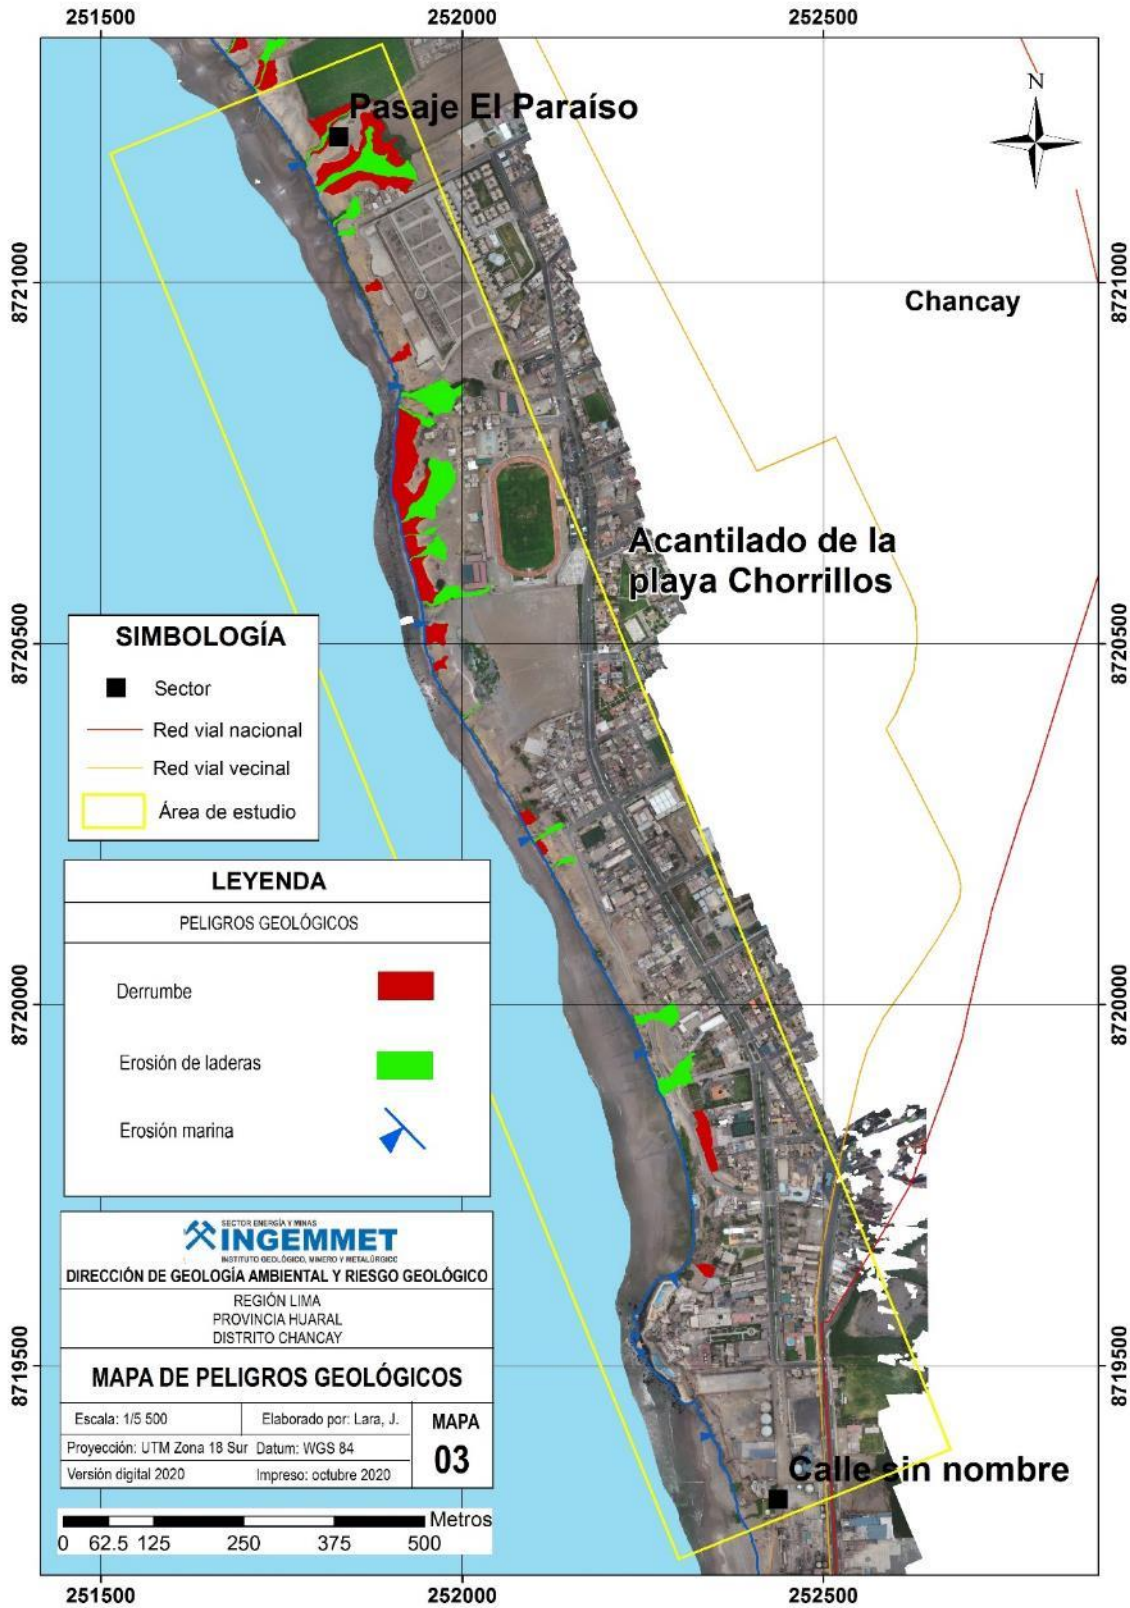 251500
252000
252500
N
Pasaje El Paraíso
8721000
8721000
Chancay
Acantilado de la
playa Chorrillos
8720500
8720500
SIMBOLOGÍA
Sector
Red vial nacional
Red vial vecinal
Área de estudio
LEYENDA
PELIGROS GEOLÓGICOS
Derrumbe
Erosión de laderas
Erosión marina
8720000
8720000
SECTOR ENERGÍA Y MINAS
INGEMMET
INSTITUTO GEOLÓGICO, MINERO Y METALÚRGICO
DIRECCIÓN DE GEOLOGÍA AMBIENTAL Y RIESGO GEOLÓGICO
REGIÓN LIMA
PROVINCIA HUARAL
DISTRITO CHANCAY
8719500
8719500
MAPA DE PELIGROS GEOLÓGICOS
Escala: 1/5 500
Elaborado por: Lara, J.
Proyección: UTM Zona 18 Sur
Datum: WGS 84
Versión digital 2020
Impreso: octubre 2020
MAPA
03
Calle sin nombre
Metros
0 62.5 125 250 375 500
251500
252000
252500